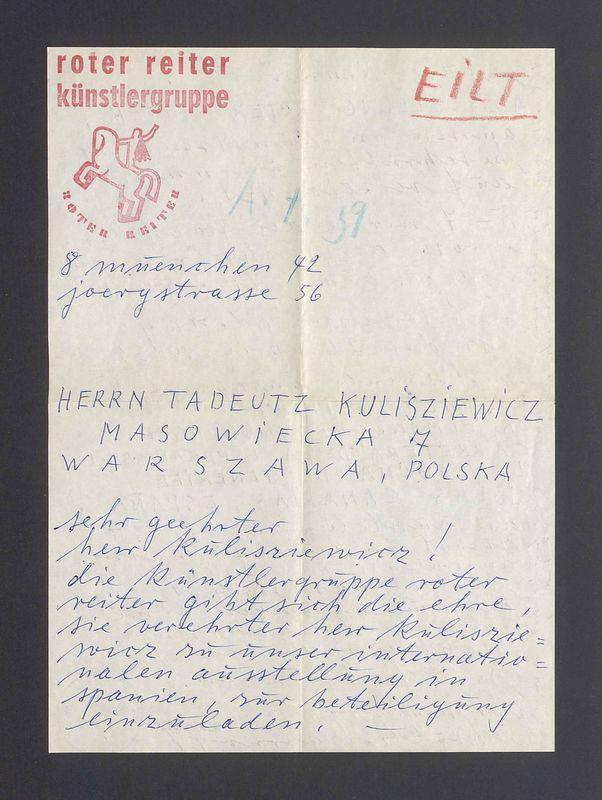 roter reiter
künstlergruppe
EiLT
ROTER REITER
A. 1. 39
8 muenchen 42
joergstrasse 56
HERRN TADEUTZ KULISZIEWICZ
MASOWIECKA 7
WARSZAWA, POLSKA
sehr geehrter
herr kulisziewicz!
die künstlergruppe roter
reiter gibt sich die ehre,
sie verehrter herr kuliszie=
wicz zu unser internatio=
nalen ausstellung in
spanien, zur beteiligung
einzuladen. —